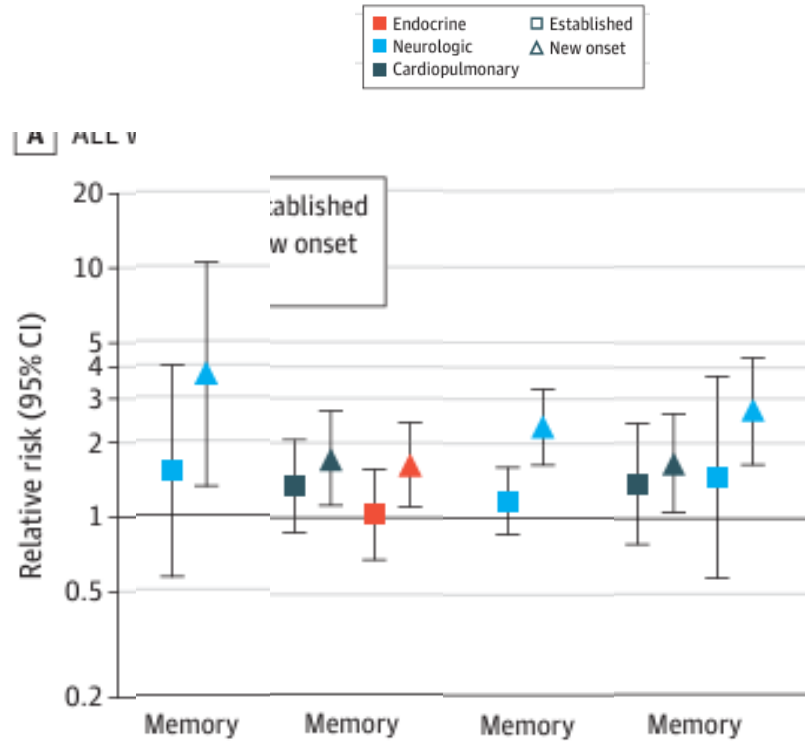 Endocrine
Neurologic
Cardiopulmonary
Established
New onset
A
20
10
5
4
3
2
1
0.5
0.2
Relative risk (95% CI)
tablished
w onset
Memory Memory Memory Memory